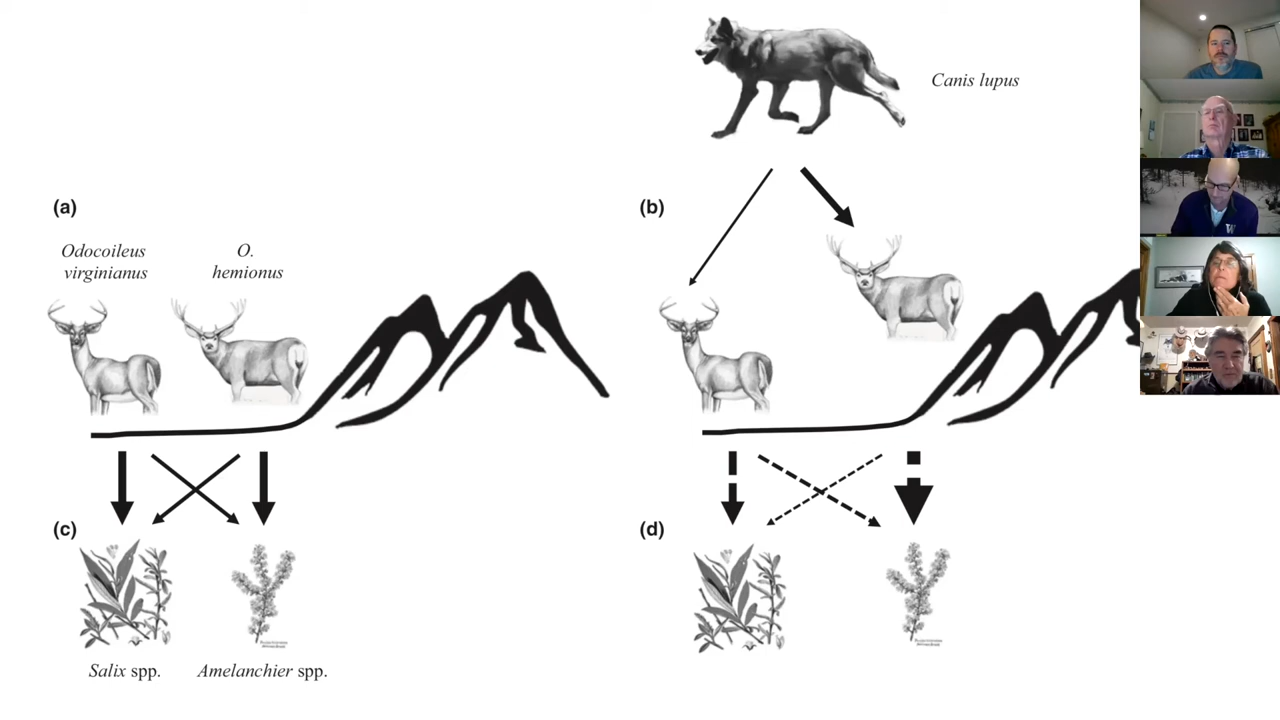 Canis lupus
(a)
(b)
Odocoileus
virginianus
O.
hemionus
(c)
(d)
Salix spp.
Amelanchier spp.
W